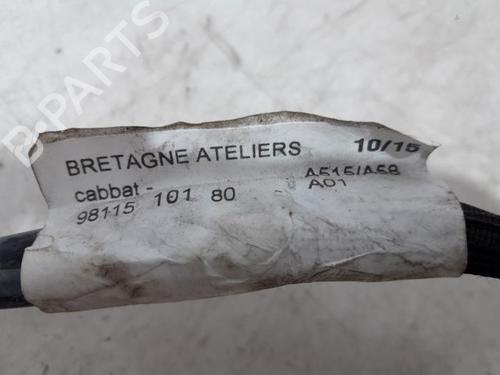 B-PARTS
BRETAGNE ATELIERS 10/15
cabbat - A515/A58
98115 101 80 A01